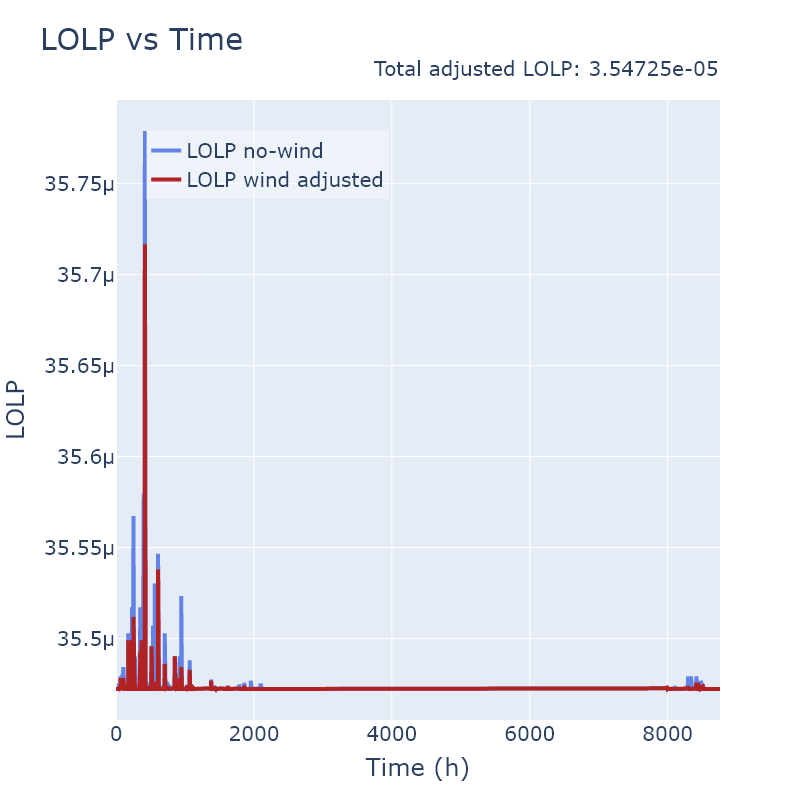 LOLP vs Time
Total adjusted LOLP: 3.54725e-05
LOLP no-wind
LOLP wind adjusted
35.75μ
35.7μ
35.65μ
35.6μ
35.55μ
35.5μ
LOLP
0
2000
4000
6000
8000
Time (h)